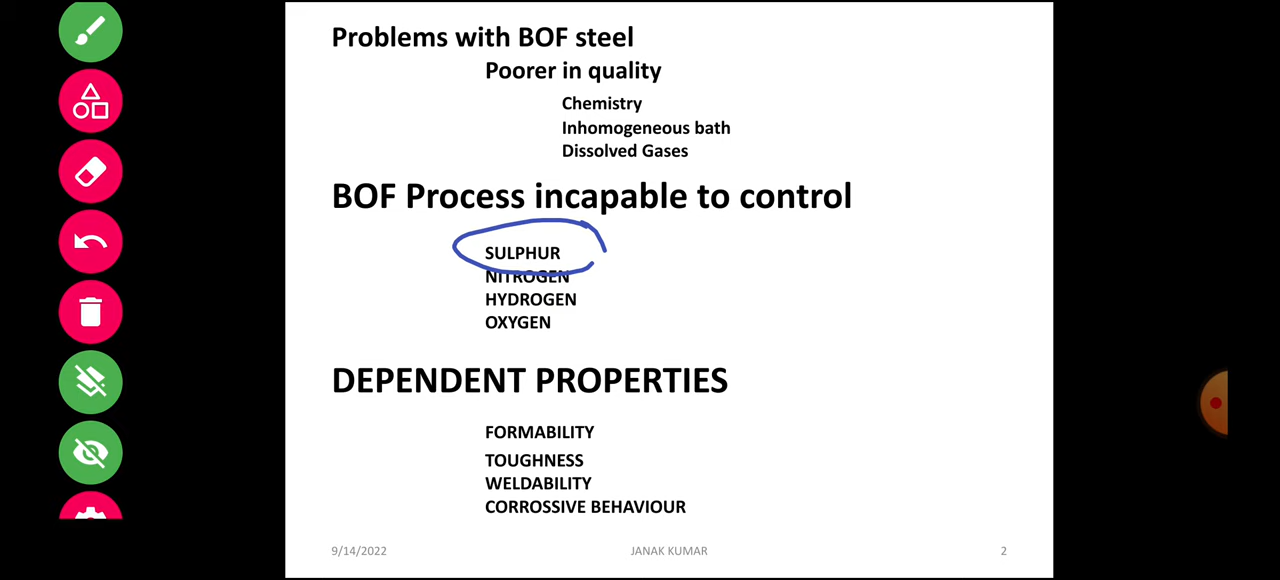 Problems with BOF steel
Poorer in quality
Chemistry
Inhomogeneous bath
Dissolved Gases
BOF Process incapable to control
SULPHUR
NITROGEN
HYDROGEN
OXYGEN
DEPENDENT PROPERTIES
FORMABILITY
TOUGHNESS
WELDABILITY
CORROSSIVE BEHAVIOUR
9/14/2022 JANAK KUMAR 2